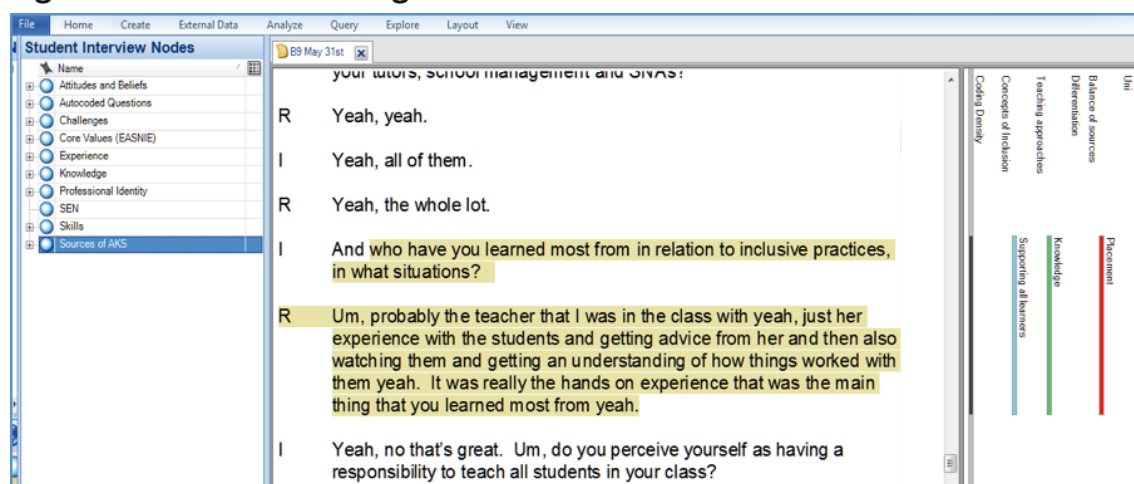 File Home Create External Data Analyze Query Explore Layout View
Student Interview Nodes
Name
Attitudes and Beliefs
Autocoded Questions
Challenges
Core Values (EASNIE)
Experience
Knowledge
Professional Identity
SEN
Skills
Sources of AKS
B9 May 31st
your tutors, school management and SNAs?
R Yeah, yeah.
I Yeah, all of them.
R Yeah, the whole lot.
I And who have you learned most from in relation to inclusive practices,
in what situations?
R Um, probably the teacher that I was in the class with yeah, just her
experience with the students and getting advice from her and then also
watching them and getting an understanding of how things worked with
them yeah. It was really the hands on experience that was the main
thing that you learned most from yeah.
I Yeah, no that's great. Um, do you perceive yourself as having a
responsibility to teach all students in your class?
Coding Density
Concepts of Inclusion
Teaching approaches
Differentiation
Balance of sources
Uni
Supporting all learners
Knowledge
Placement